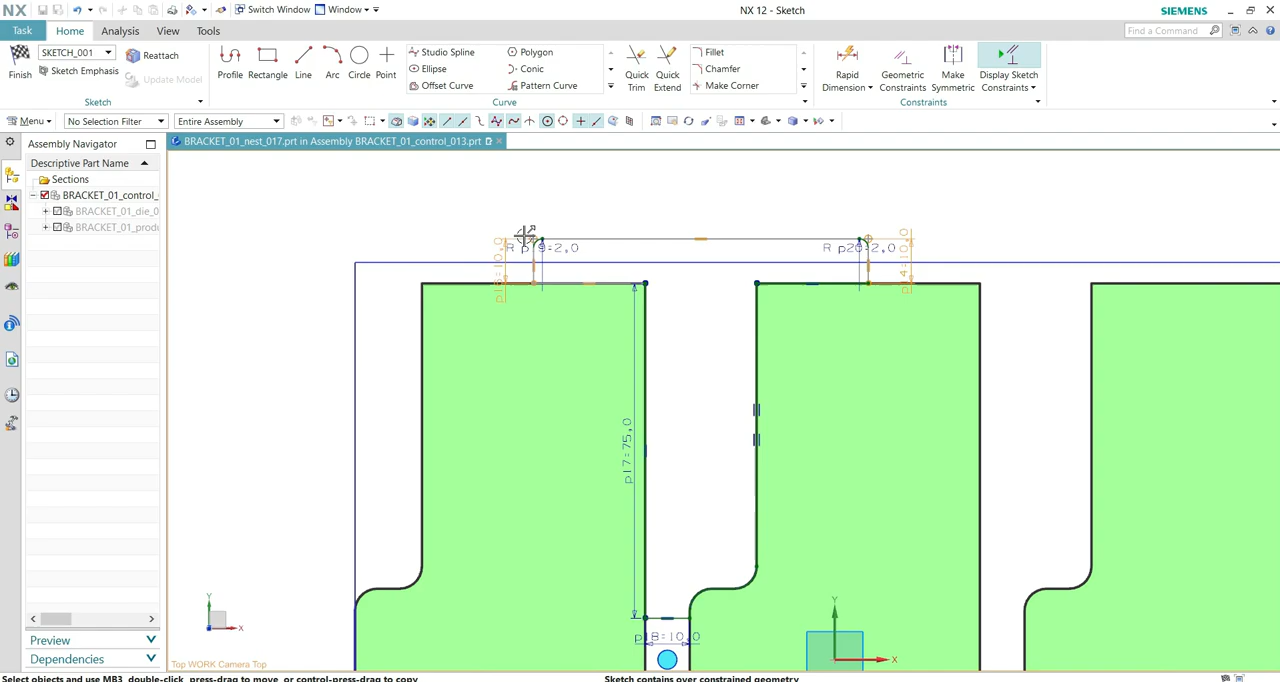 NX
Switch Window
Window
NX 12 - Sketch
SIEMENS
Task
Home
Analysis
View
Tools
Find a Command
Finish
SKETCH_001
Sketch Emphasis
Reattach
Update Model
Sketch
Profile
Rectangle
Line
Arc
Circle
Point
Studio Spline
Ellipse
Offset Curve
Polygon
Conic
Pattern Curve
Curve
Quick Trim
Quick Extend
Fillet
Chamfer
Make Corner
Rapid Dimension
Geometric Constraints
Make Symmetric
Display Sketch Constraints
Constraints
Menu
No Selection Filter
Entire Assembly
Assembly Navigator
BRACKET_01_nest_017.prt in Assembly BRACKET_01_control_013.prt
Descriptive Part Name
Sections
BRACKET_01_control_
BRACKET_01_die_0
BRACKET_01_produ
R p19=2,0
R p20=2,0
p14=10,0
p17=75,0
p18=10,0
Y
X
Y
X
Preview
Dependencies
Top WORK Camera Top
Select objects and use MB3, double-click, press-drag to move, or control-press-drag to copy
Sketch contains over constrained geometry